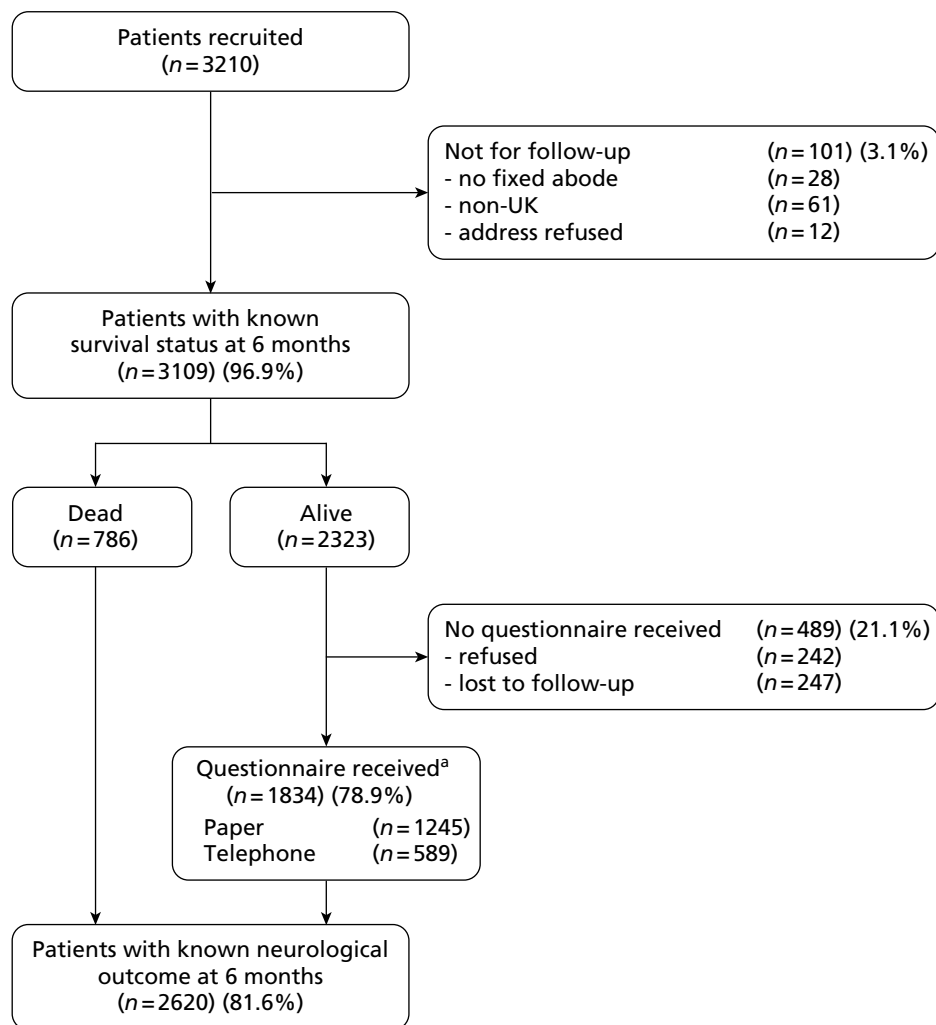 Patients recruited
(n=3210)
Not for follow-up (n=101) (3.1%)
- no fixed abode (n=28)
- non-UK (n=61)
- address refused (n=12)
Patients with known
survival status at 6 months
(n=3109) (96.9%)
Dead
(n=786)
Alive
(n=2323)
No questionnaire received (n=489) (21.1%)
- refused (n=242)
- lost to follow-up (n=247)
Questionnaire receivedᵃ
(n=1834) (78.9%)
Paper (n=1245)
Telephone (n=589)
Patients with known neurological
outcome at 6 months
(n=2620) (81.6%)